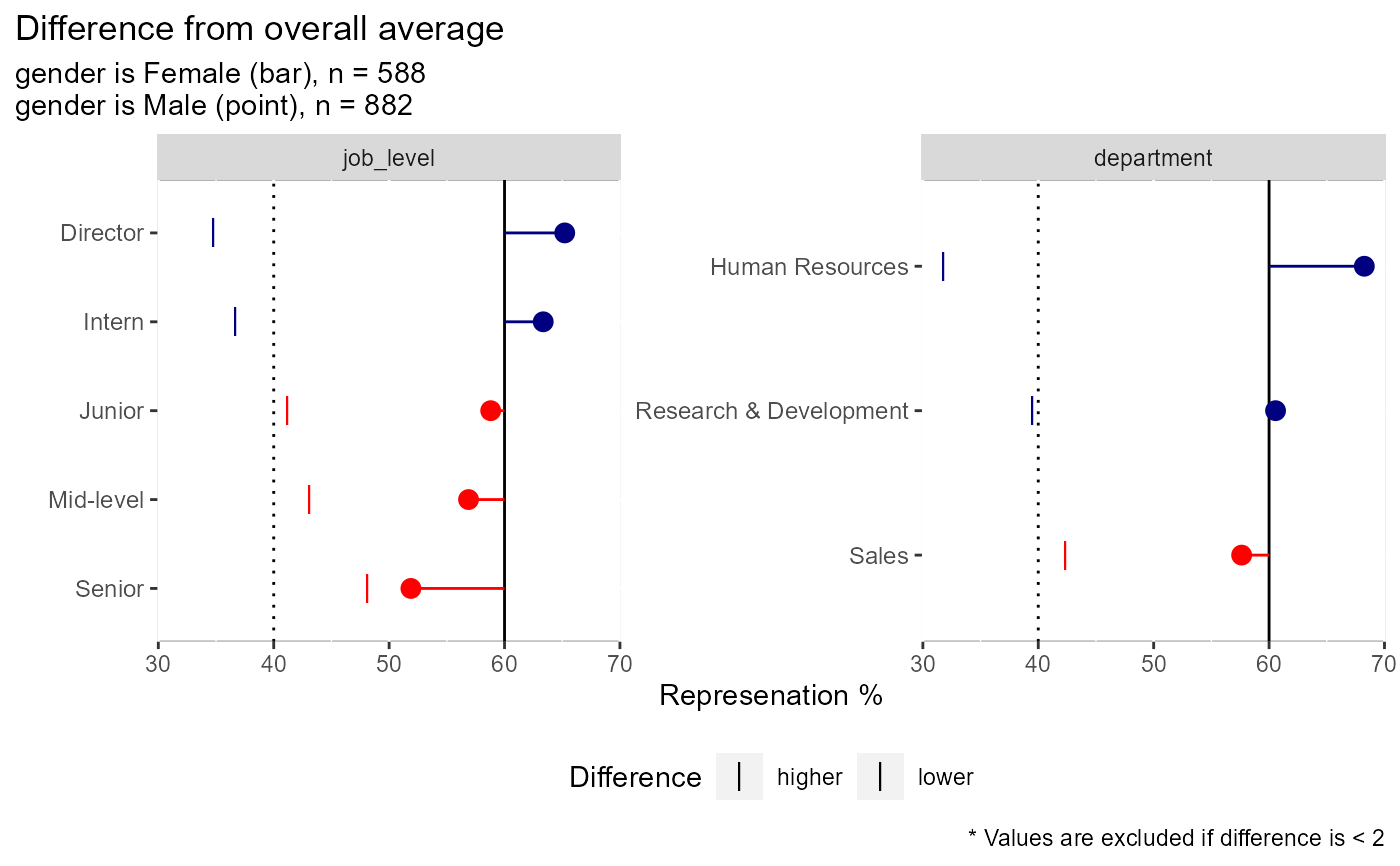 Difference from overall average
gender is Female (bar), n = 588
gender is Male (point), n = 882
job_level
department
Director
Intern
Junior
Mid-level
Senior
Human Resources
Research & Development
Sales
30 40 50 60 70
30 40 50 60 70
Represenation %
Difference higher lower
* Values are excluded if difference is < 2